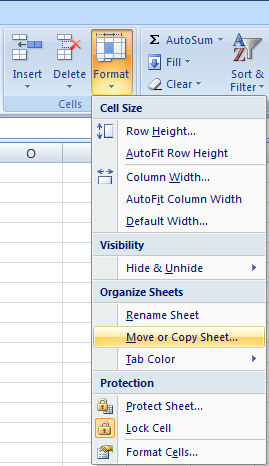 Insert Delete Format
Cells
Σ AutoSum
Fill
Clear
Sort &
Filter
O
Cell Size
Row Height...
AutoFit Row Height
Column Width...
AutoFit Column Width
Default Width...
Visibility
Hide & Unhide
Organize Sheets
Rename Sheet
Move or Copy Sheet...
Tab Color
Protection
Protect Sheet...
Lock Cell
Format Cells...